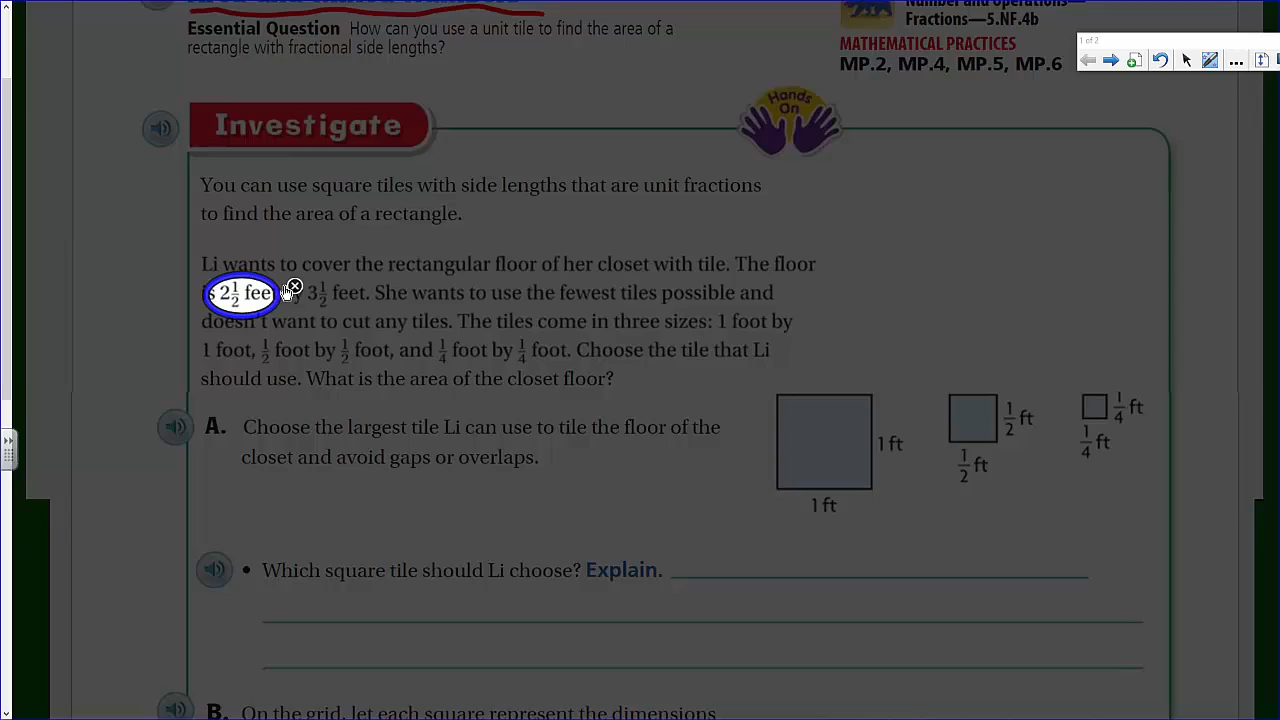 Number and Operations—
Fractions—5.NF.4b
Essential Question How can you use a unit tile to find the area of a
rectangle with fractional side lengths?
MATHEMATICAL PRACTICES
MP.2, MP.4, MP.5, MP.6
1 of 2
Investigate
Hands
On
You can use square tiles with side lengths that are unit fractions
to find the area of a rectangle.
Li wants to cover the rectangular floor of her closet with tile. The floor
is 2 1/2 fee 3 1/2 feet. She wants to use the fewest tiles possible and
doesn't want to cut any tiles. The tiles come in three sizes: 1 foot by
1 foot, 1/2 foot by 1/2 foot, and 1/4 foot by 1/4 foot. Choose the tile that Li
should use. What is the area of the closet floor?
A. Choose the largest tile Li can use to tile the floor of the
closet and avoid gaps or overlaps.
1 ft
1 ft
1/2 ft
1/2 ft
1/4 ft
1/4 ft
• Which square tile should Li choose? Explain.
B. On the grid, let each square represent the dimensions